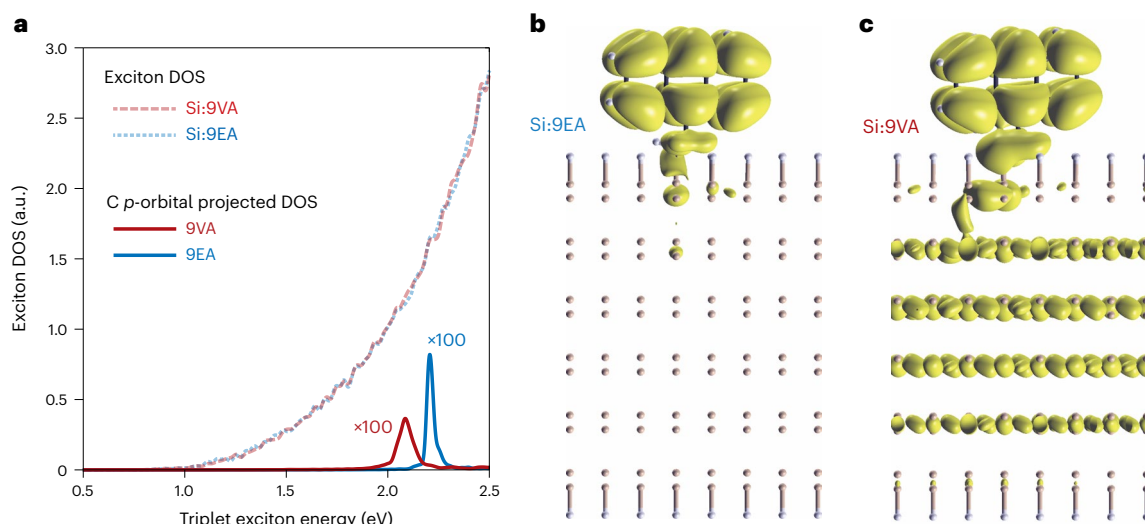 a
b
c
3.0
2.5
2.0
1.5
1.0
0.5
0
Exciton DOS (a.u.)
Exciton DOS
Si:9VA
Si:9EA
C p-orbital projected DOS
9VA
9EA
×100
×100
0.5
1.0
1.5
2.0
2.5
Triplet exciton energy (eV)
Si:9EA
Si:9VA